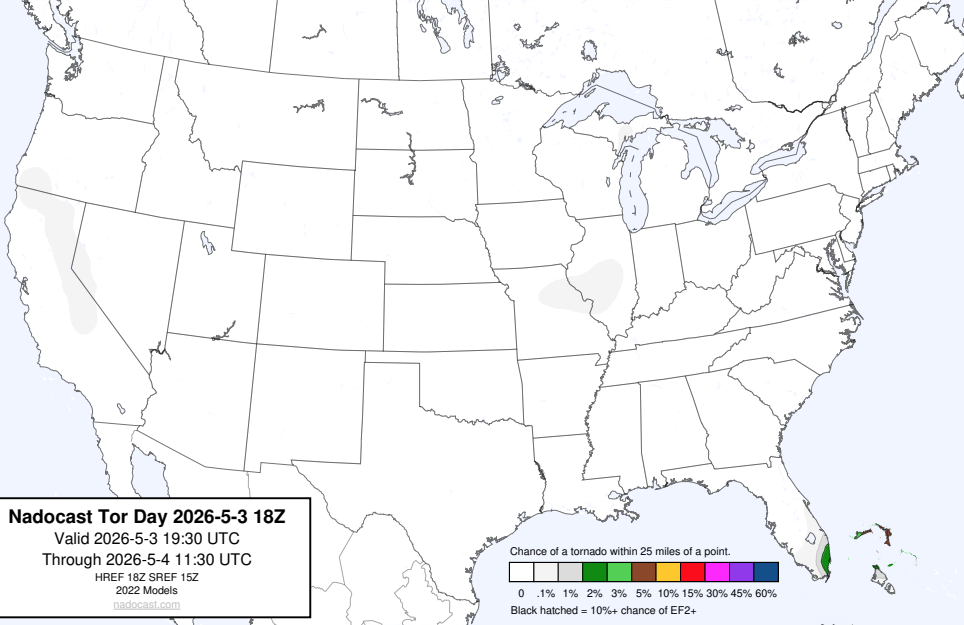 Nadocast Tor Day 2026-5-3 18Z
Valid 2026-5-3 19:30 UTC
Through 2026-5-4 11:30 UTC
HREF 18Z SREF 15Z
2022 Models
nadocast.com
Chance of a tornado within 25 miles of a point.
0 .1% 1% 2% 3% 5% 10% 15% 30% 45% 60%
Black hatched = 10%+ chance of EF2+